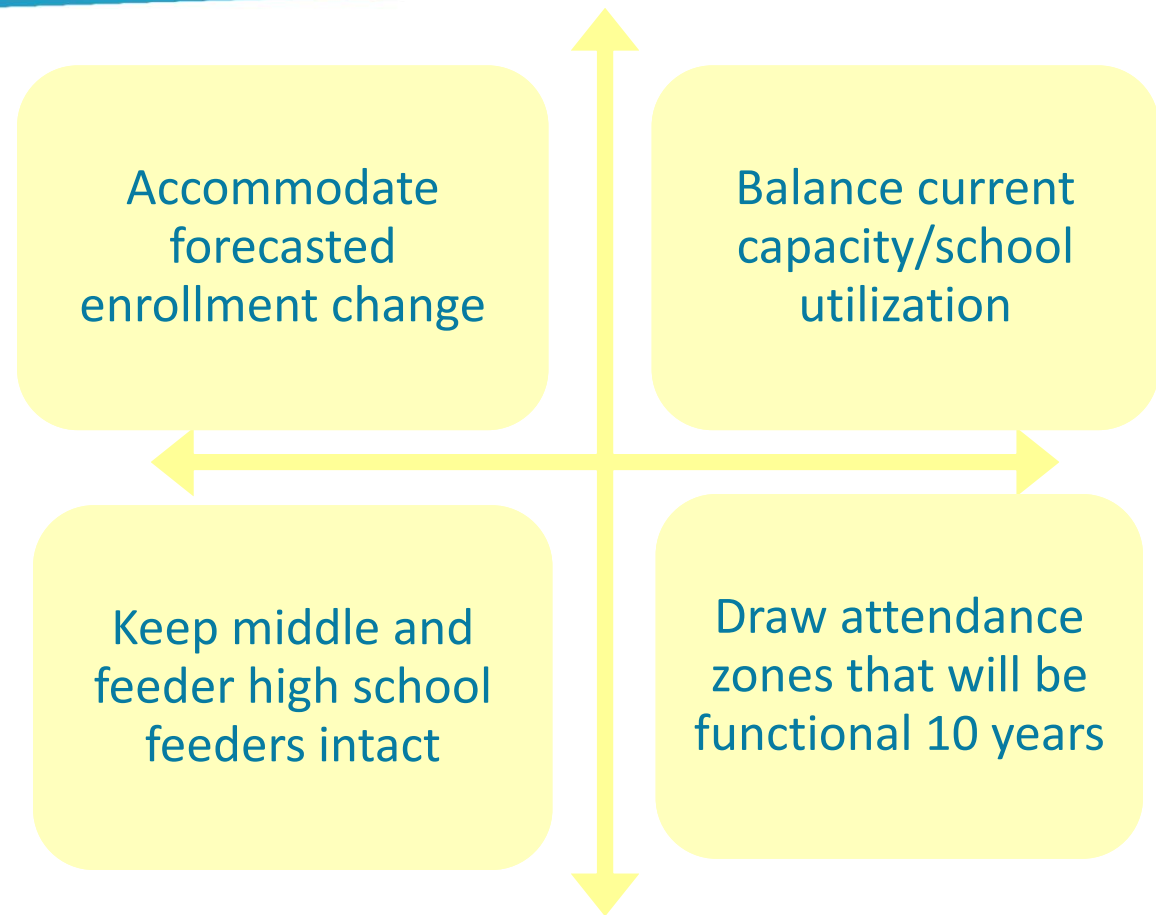 Accommodate
forecasted
enrollment change
Balance current
capacity/school
utilization
Keep middle and
feeder high school
feeders intact
Draw attendance
zones that will be
functional 10 years